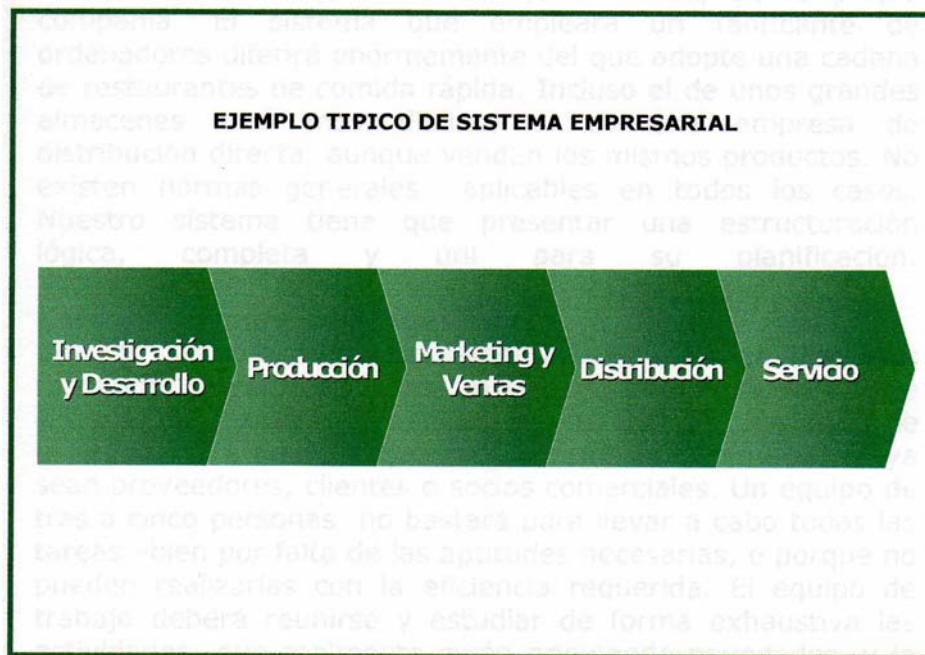 compañía. El sistema que empleará un fabricante de
ordenadores diferirá enormemente del que adopte una cadena
de restaurantes de comida rápida. Incluso el de unos grandes
almacenes empresa de
EJEMPLO TIPICO DE SISTEMA EMPRESARIAL
distribución directa, aunque vendan los mismos productos. No
existen normas generales aplicables en todos los casos.
Nuestro sistema tiene que presentar una estructuración
lógica, completa y útil para su planificación.
Investigación
y Desarrollo
Producción
Marketing y
Ventas
Distribución
Servicio
ya
sean proveedores, clientes o socios comerciales. Un equipo de
tres a cinco personas no bastará para llevar a cabo todas las
tareas -bien por falta de las aptitudes necesarias, o porque no
pueden realizarlas con la eficiencia requerida. El equipo de
trabajo deberá reunirse y estudiar de forma exhaustiva las